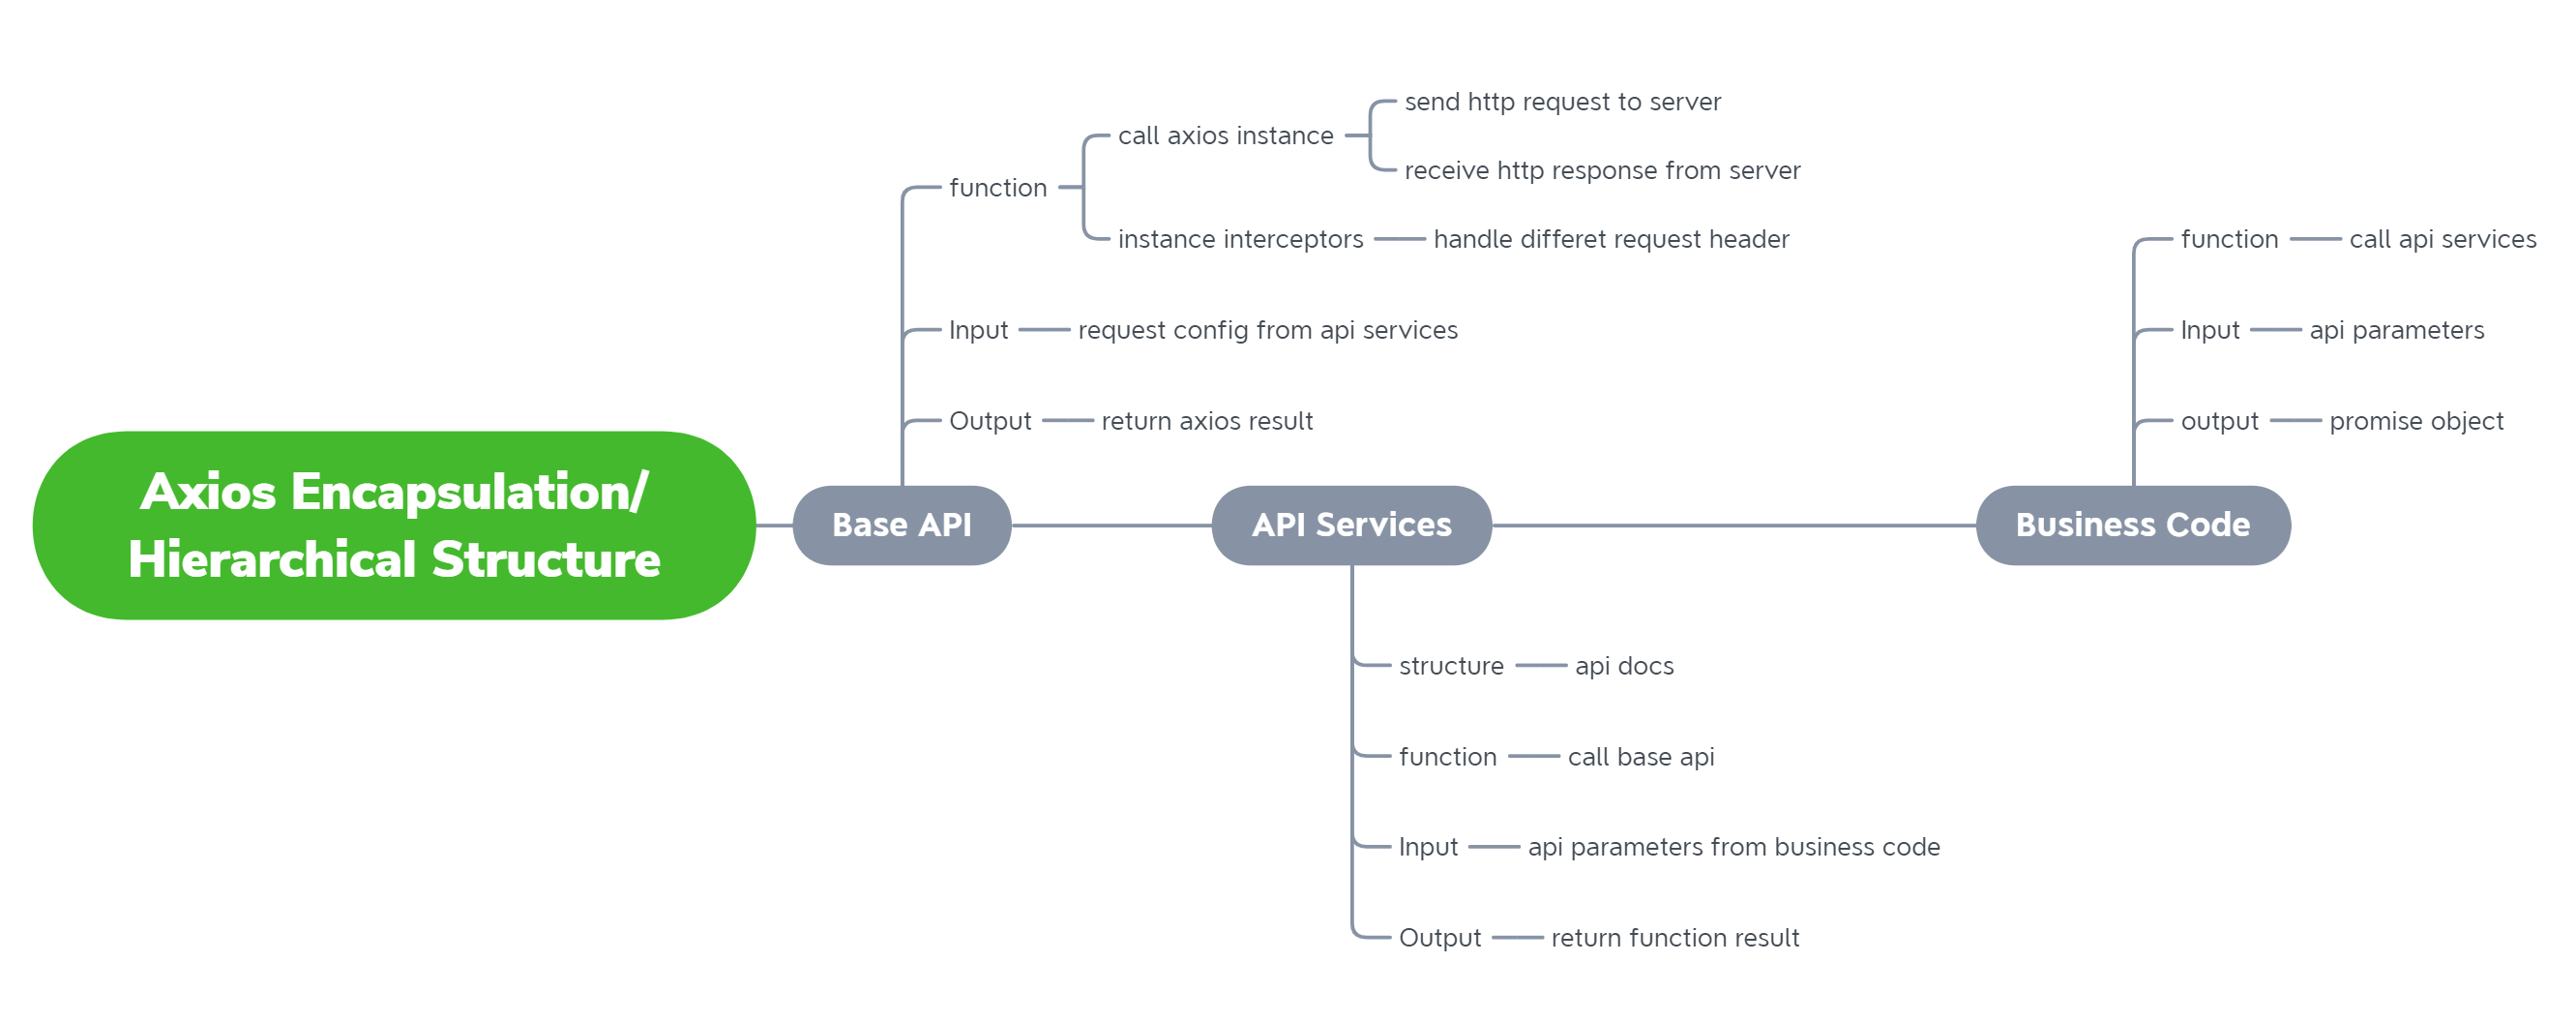 Axios Encapsulation/
Hierarchical Structure
Base API
function
call axios instance
send http request to server
receive http response from server
instance interceptors
handle differet request header
Input
request config from api services
Output
return axios result
API Services
structure
api docs
function
call base api
Input
api parameters from business code
Output
return function result
Business Code
function
call api services
Input
api parameters
output
promise object